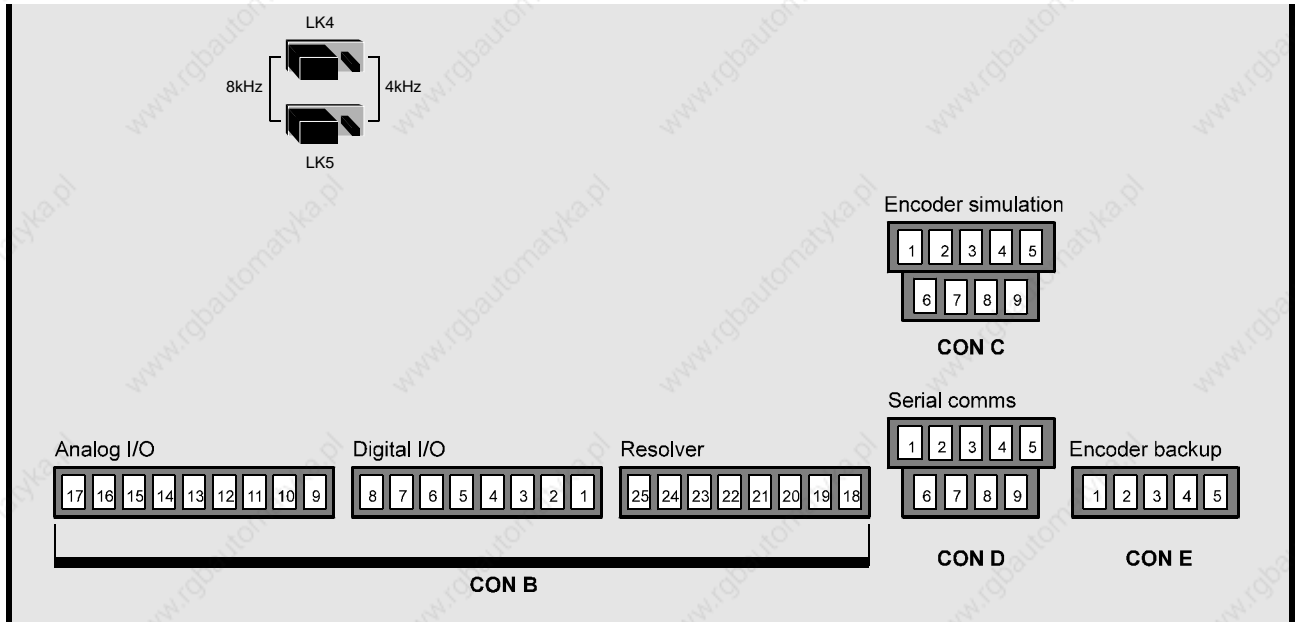 LK4
8kHz 4kHz
LK5
Encoder simulation
1 2 3 4 5
6 7 8 9
CON C
Serial comms
1 2 3 4 5
6 7 8 9
CON D
Analog I/O
17 16 15 14 13 12 11 10 9
Digital I/O
8 7 6 5 4 3 2 1
Resolver
25 24 23 22 21 20 19 18
CON B
Encoder backup
1 2 3 4 5
CON E
www.rgbautomatyka.pl